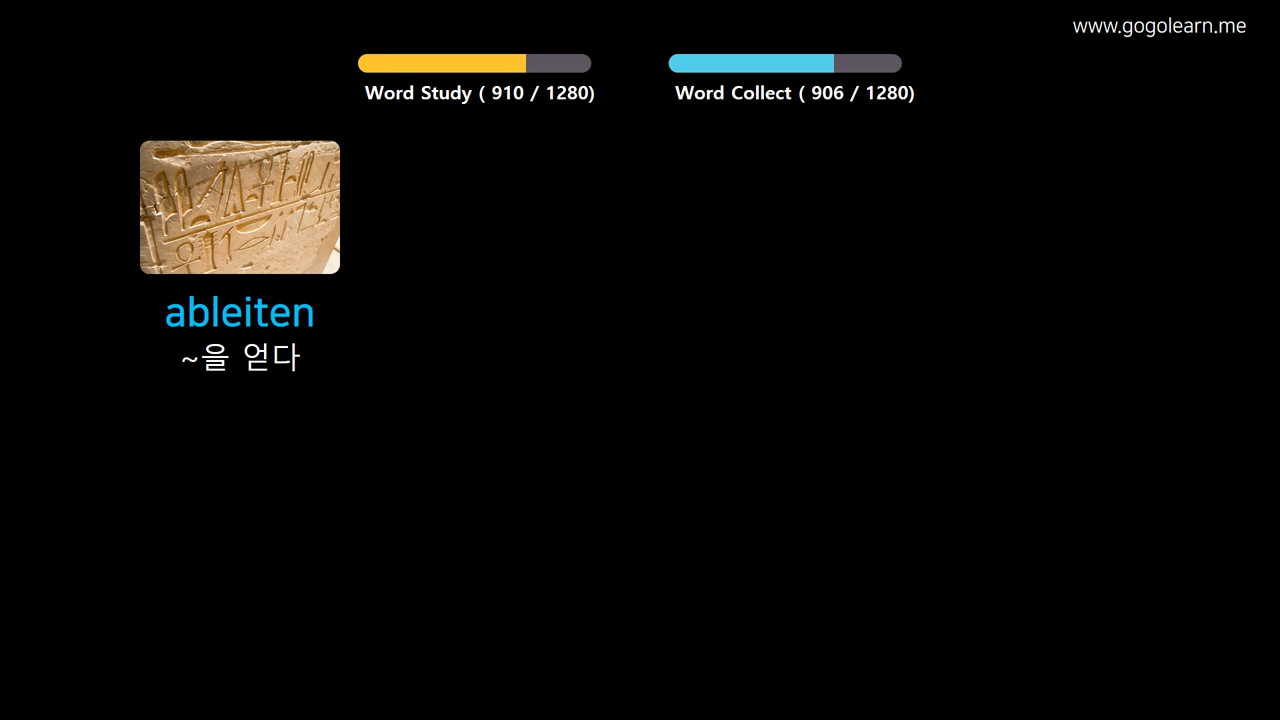 www.gogolearn.me
Word Study ( 910 / 1280)
Word Collect ( 906 / 1280)
ableiten
~을 얻다